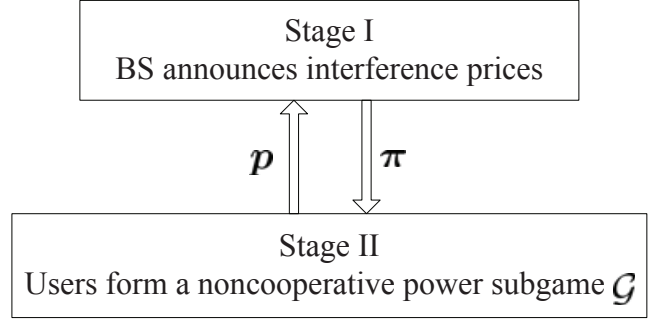 Stage I
BS announces interference prices
p π
Stage II
Users form a noncooperative power subgame 𝒢